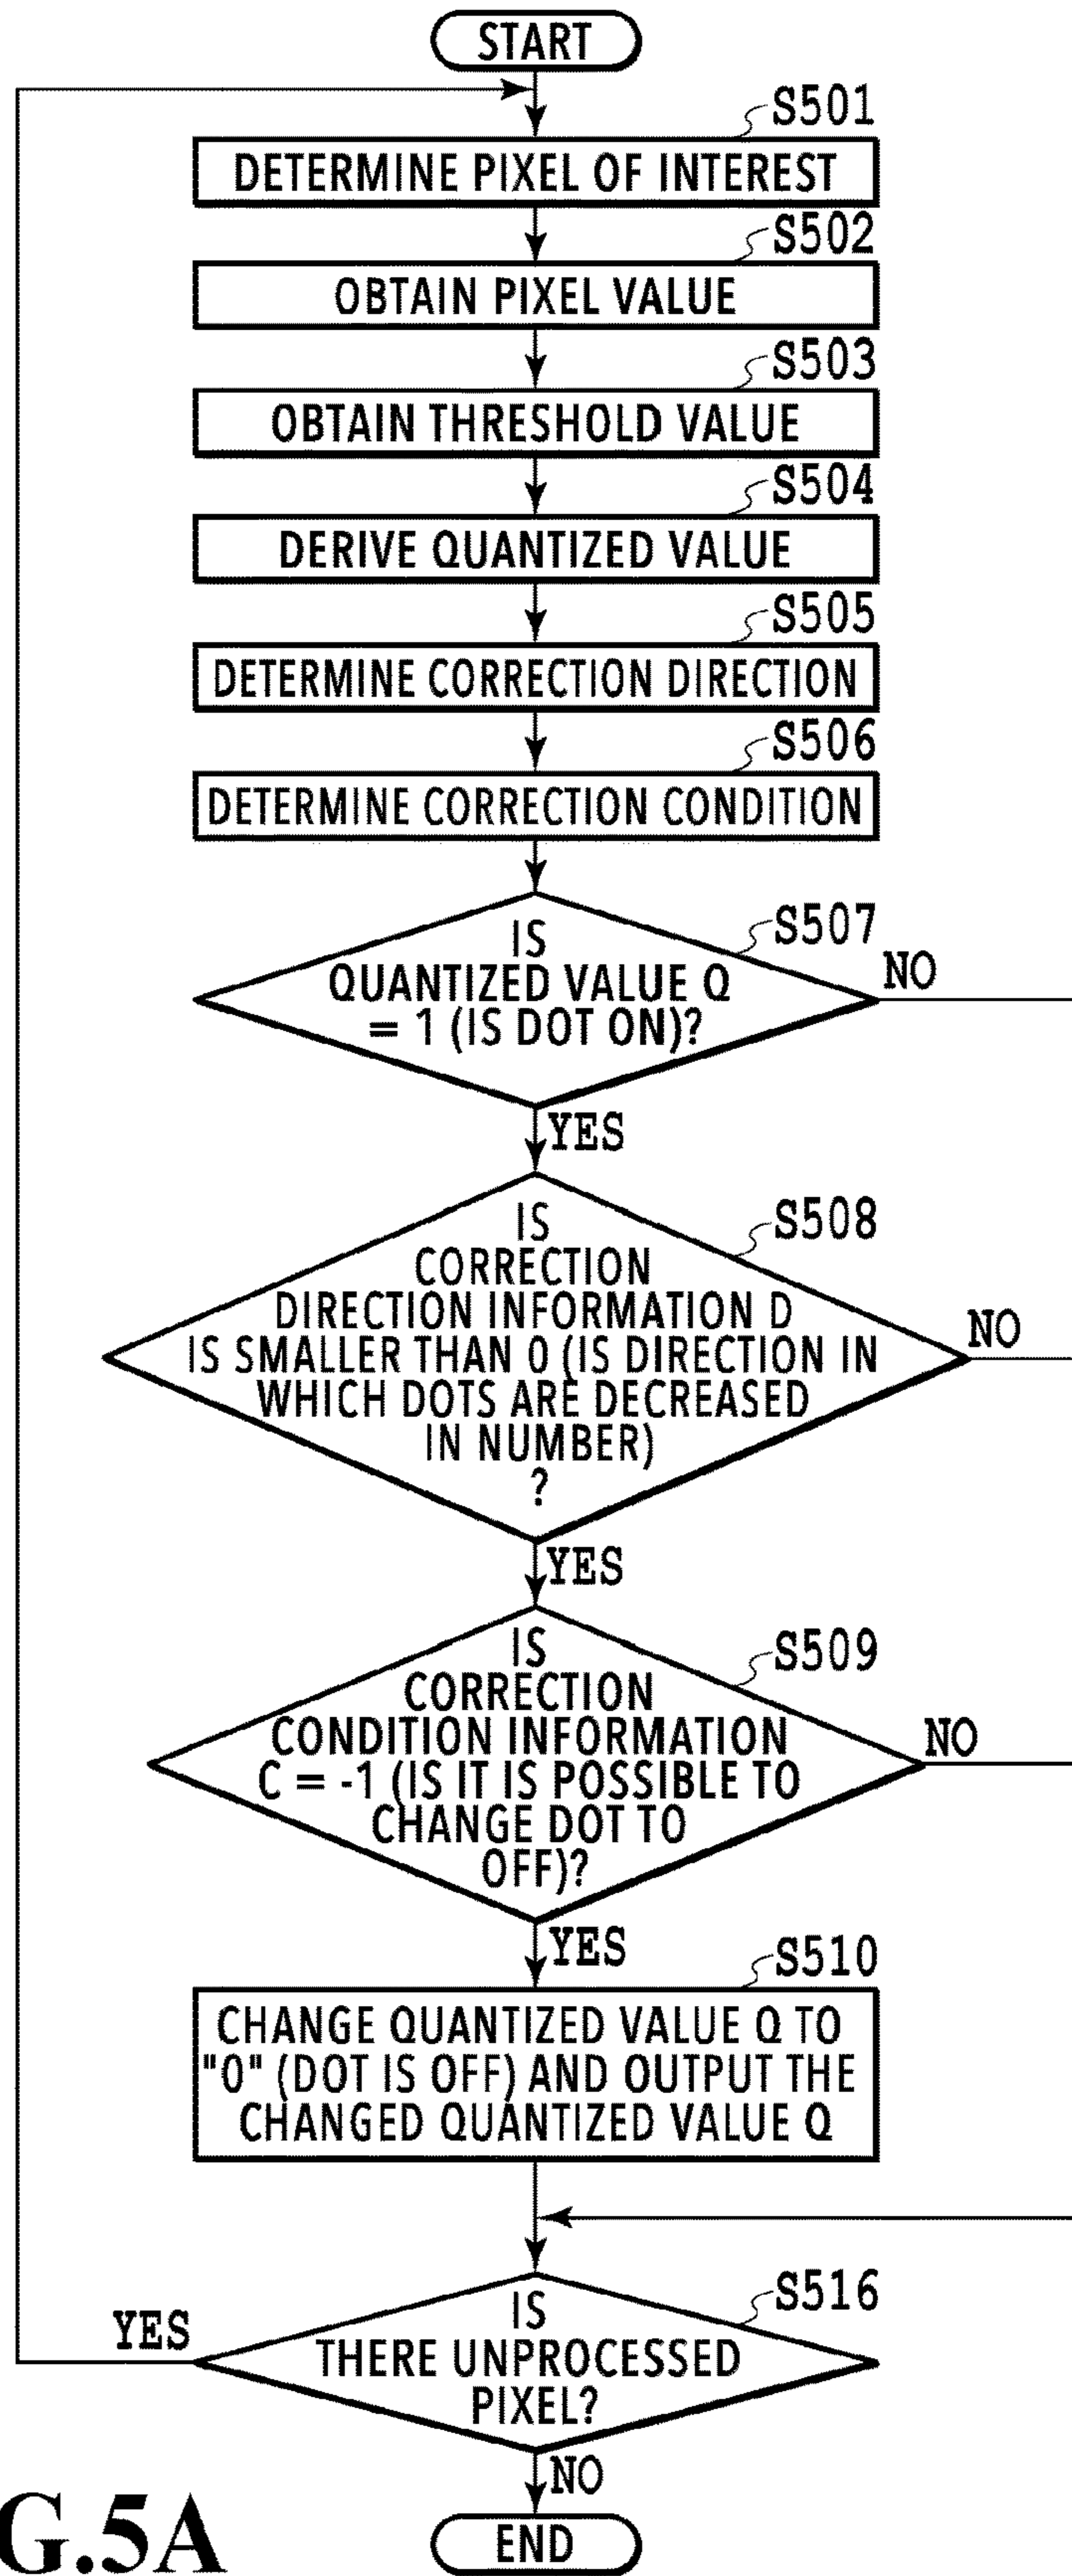 START
S501
DETERMINE PIXEL OF INTEREST
S502
OBTAIN PIXEL VALUE
S503
OBTAIN THRESHOLD VALUE
S504
DERIVE QUANTIZED VALUE
S505
DETERMINE CORRECTION DIRECTION
S506
DETERMINE CORRECTION CONDITION
S507
IS
QUANTIZED VALUE Q
= 1 (IS DOT ON)?
NO
YES
S508
IS
CORRECTION
DIRECTION INFORMATION D
IS SMALLER THAN 0 (IS DIRECTION IN
WHICH DOTS ARE DECREASED
IN NUMBER)
?
NO
YES
S509
IS
CORRECTION
CONDITION INFORMATION
C = -1 (IS IT IS POSSIBLE TO
CHANGE DOT TO
OFF)?
NO
YES
S510
CHANGE QUANTIZED VALUE Q TO
"0" (DOT IS OFF) AND OUTPUT THE
CHANGED QUANTIZED VALUE Q
S516
IS
THERE UNPROCESSED
PIXEL?
YES
NO
END
G.5A